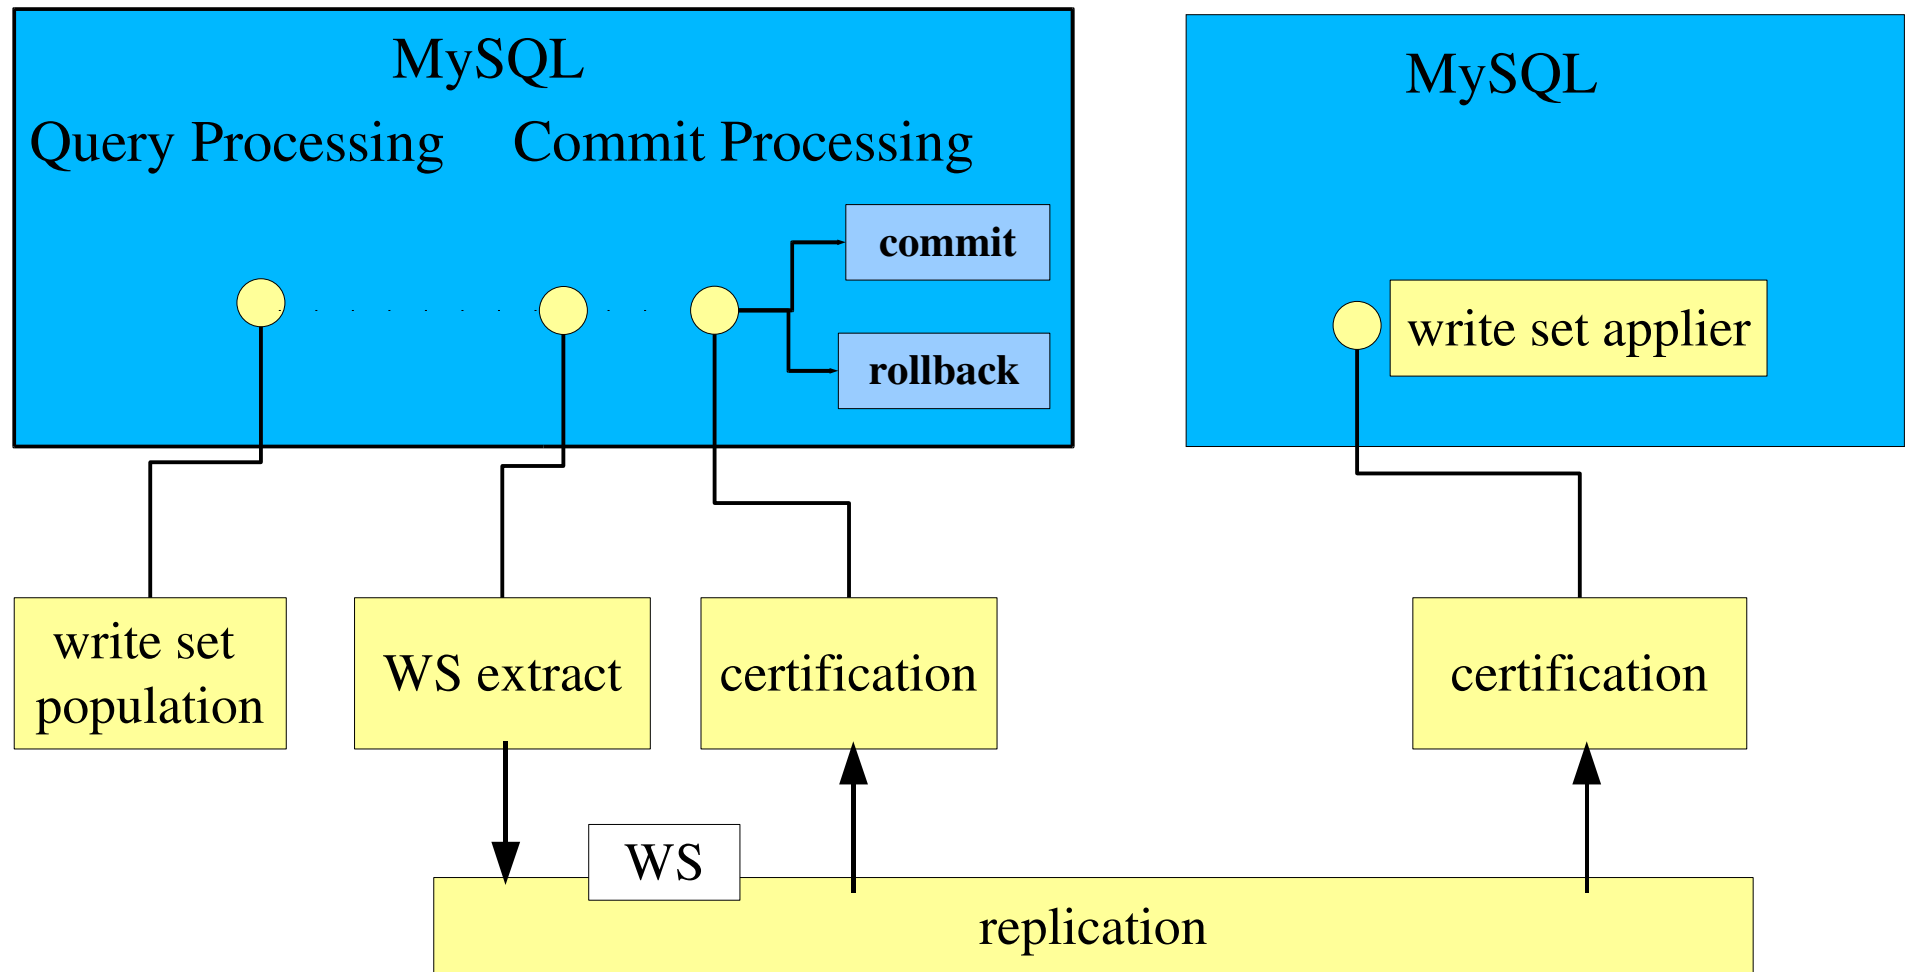 MySQL
Query Processing
Commit Processing
commit
rollback
MySQL
write set applier
write set
population
WS extract
certification
certification
WS
replication